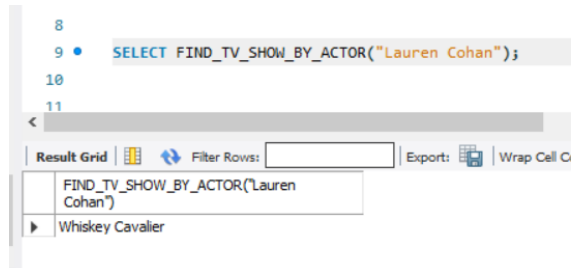 8
9 SELECT FIND_TV_SHOW_BY_ACTOR("Lauren Cohan");
10
11
Result Grid Filter Rows: Export: Wrap Cell Co
FIND_TV_SHOW_BY_ACTOR("Lauren
Cohan")
Whiskey Cavalier